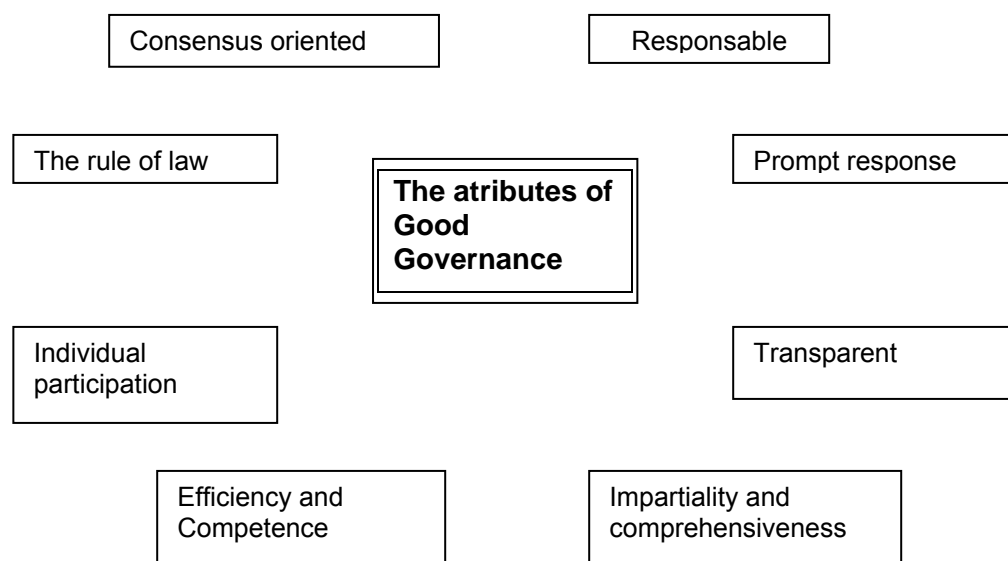 Consensus oriented
Responsable
The rule of law
Prompt response
The atributes of
Good
Governance
Individual
participation
Transparent
Efficiency and
Competence
Impartiality and
comprehensiveness